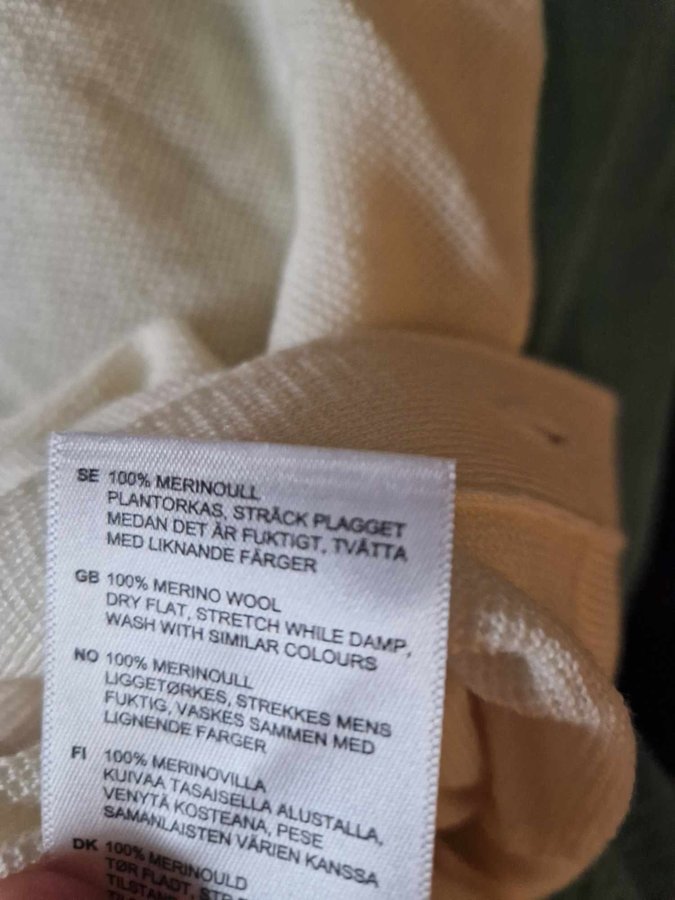 SE 100% MERINOULL
PLANTORKAS, STRÄCK PLAGGET
MEDAN DET ÄR FUKTIGT, TVÄTTA
MED LIKNANDE FÄRGER
GB 100% MERINO WOOL
DRY FLAT, STRETCH WHILE DAMP,
WASH WITH SIMILAR COLOURS
NO 100% MERINOULL
LIGGETØRKES, STREKKES MENS
FUKTIG, VASKES SAMMEN MED
LIGNENDE FARGER
FI 100% MERINOVILLA
KUIVAA TASAISELLA ALUSTALLA,
VENYTÄ KOSTEANA, PESE
SAMANLAISTEN VÄRIEN KANSSA
DK 100% MERINOULD
TØR FLADT,